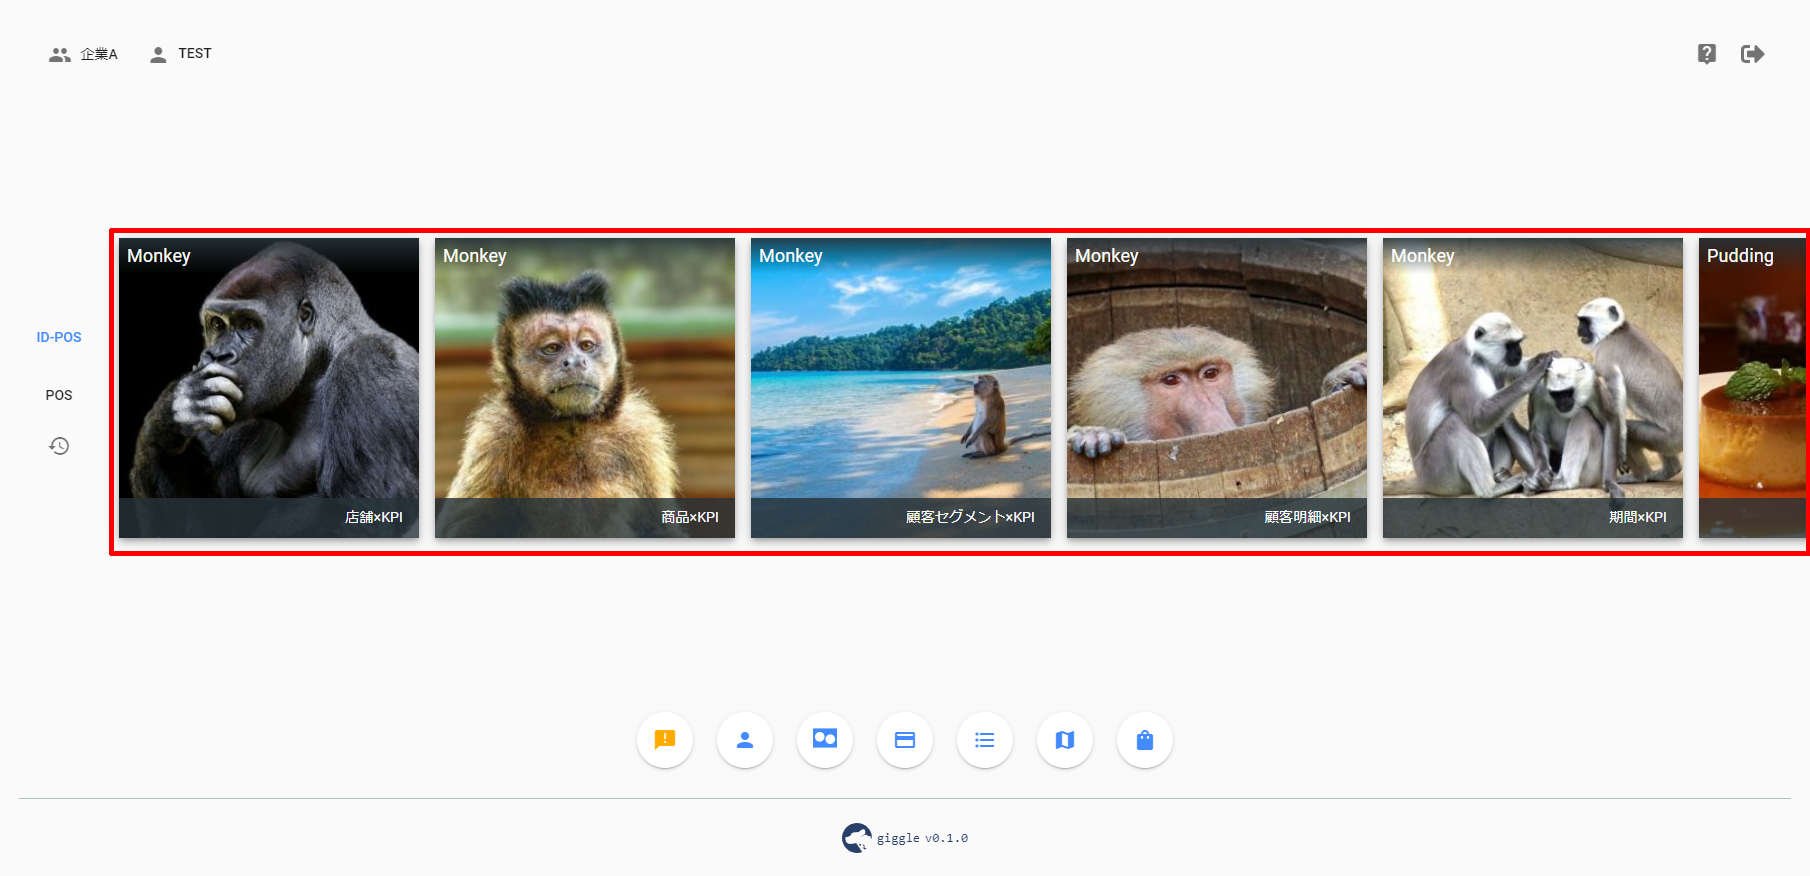 企業A
TEST
Monkey
Monkey
Monkey
Monkey
Monkey
Pudding
ID-POS
POS
店舗×KPI
商品×KPI
顧客セグメント×KPI
顧客明細×KPI
期間×KPI
giggle v0.1.0